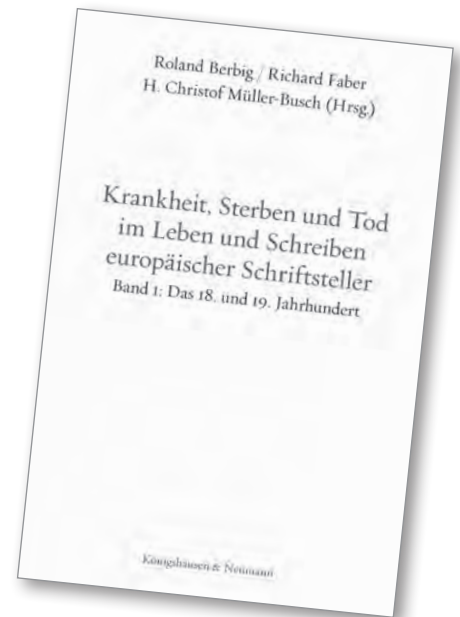 Roland Berbig / Richard Faber
H. Christof Müller-Busch (Hrsg.)
Krankheit, Sterben und Tod
im Leben und Schreiben
europäischer Schriftsteller
Band 1: Das 18. und 19. Jahrhundert
Königshausen & Neumann